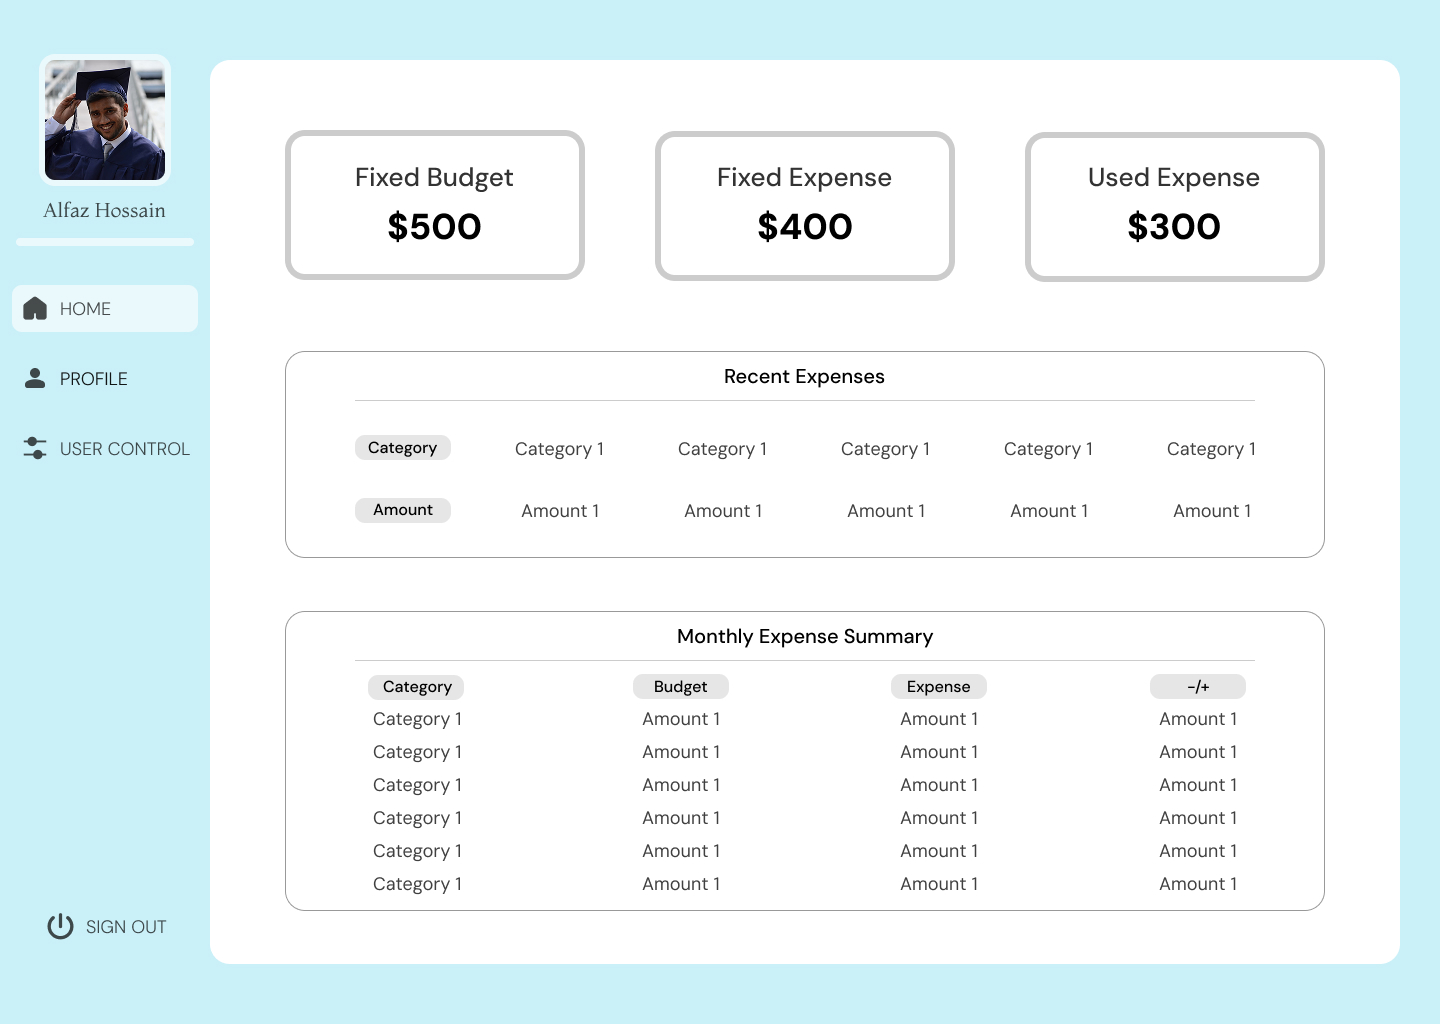 Alfaz Hossain
HOME
PROFILE
USER CONTROL
SIGN OUT
Fixed Budget
$500
Fixed Expense
$400
Used Expense
$300
Recent Expenses
Category Category 1 Category 1 Category 1 Category 1 Category 1
Amount Amount 1 Amount 1 Amount 1 Amount 1 Amount 1
Monthly Expense Summary
Category Budget Expense -/+
Category 1 Amount 1 Amount 1 Amount 1
Category 1 Amount 1 Amount 1 Amount 1
Category 1 Amount 1 Amount 1 Amount 1
Category 1 Amount 1 Amount 1 Amount 1
Category 1 Amount 1 Amount 1 Amount 1
Category 1 Amount 1 Amount 1 Amount 1